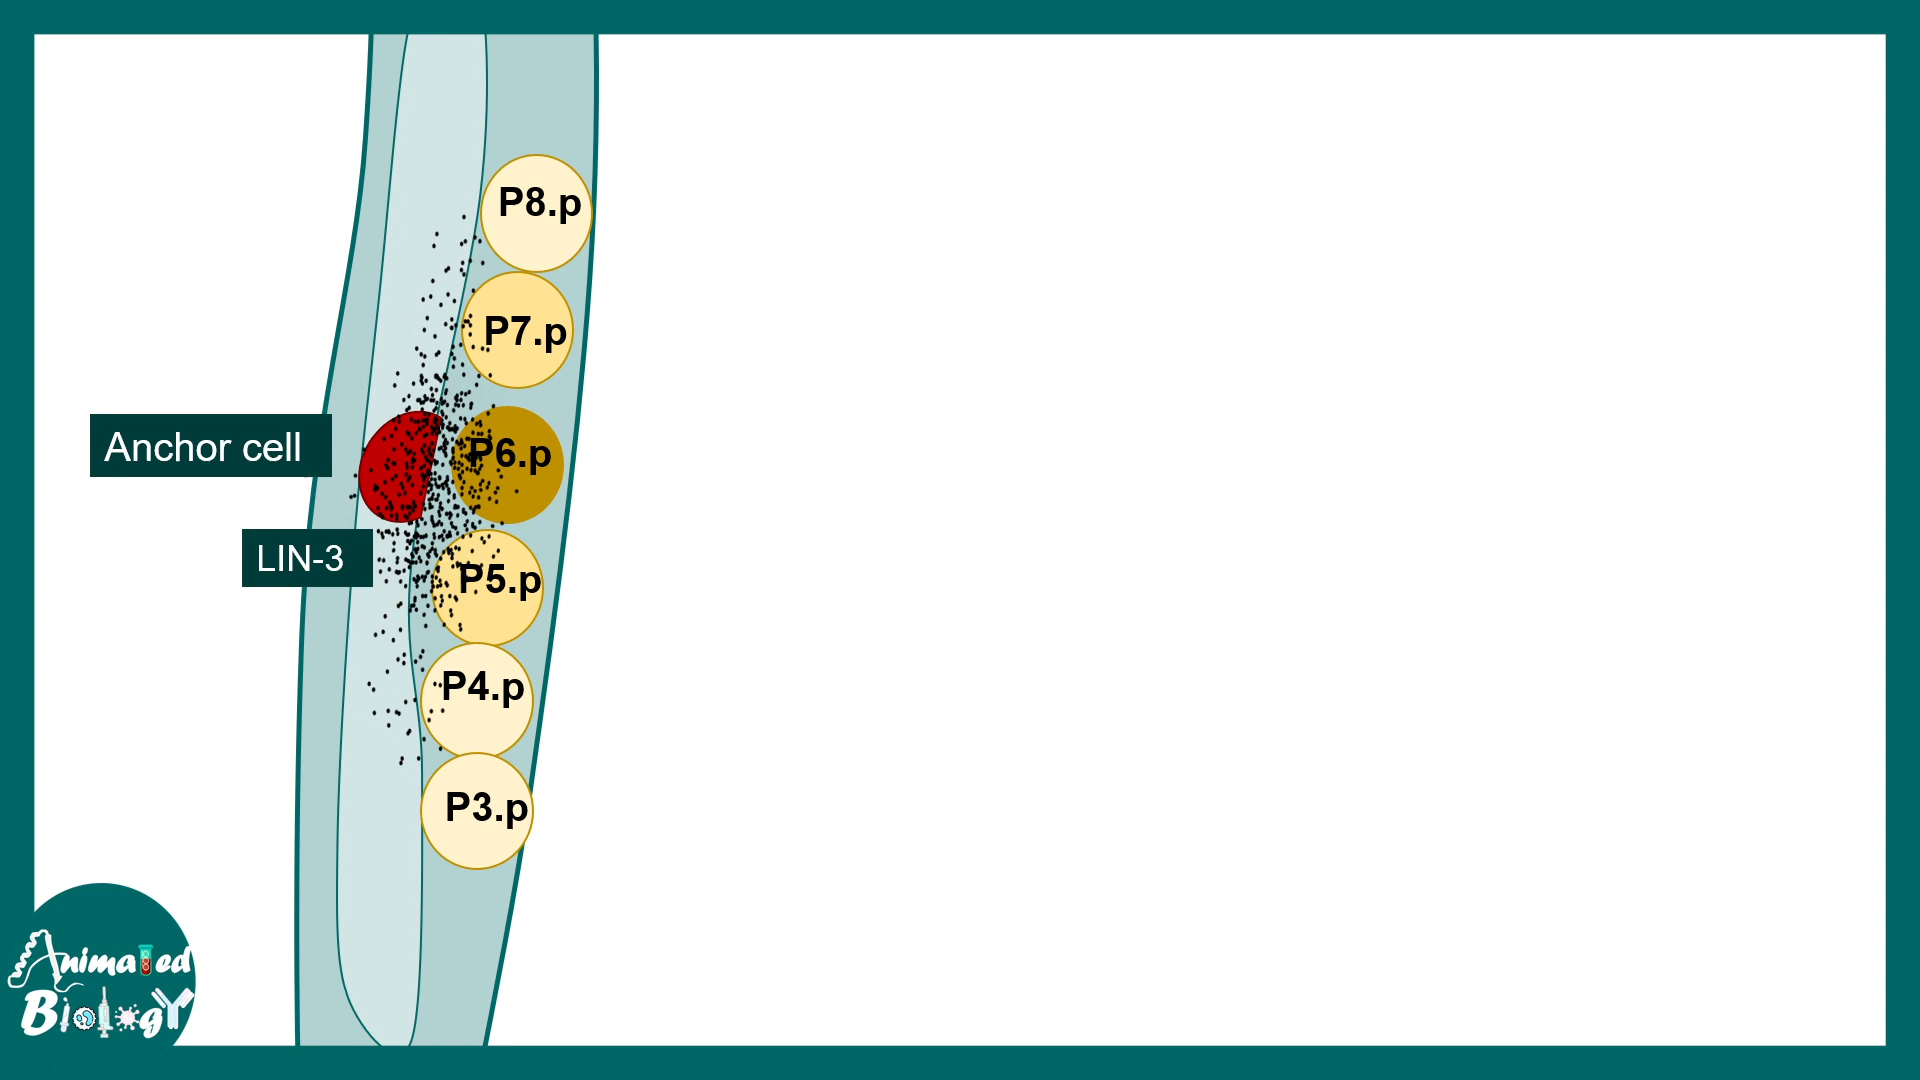 P8.p
P7.p
Anchor cell
P6.p
LIN-3
P5.p
P4.p
P3.p
Animated
Biology